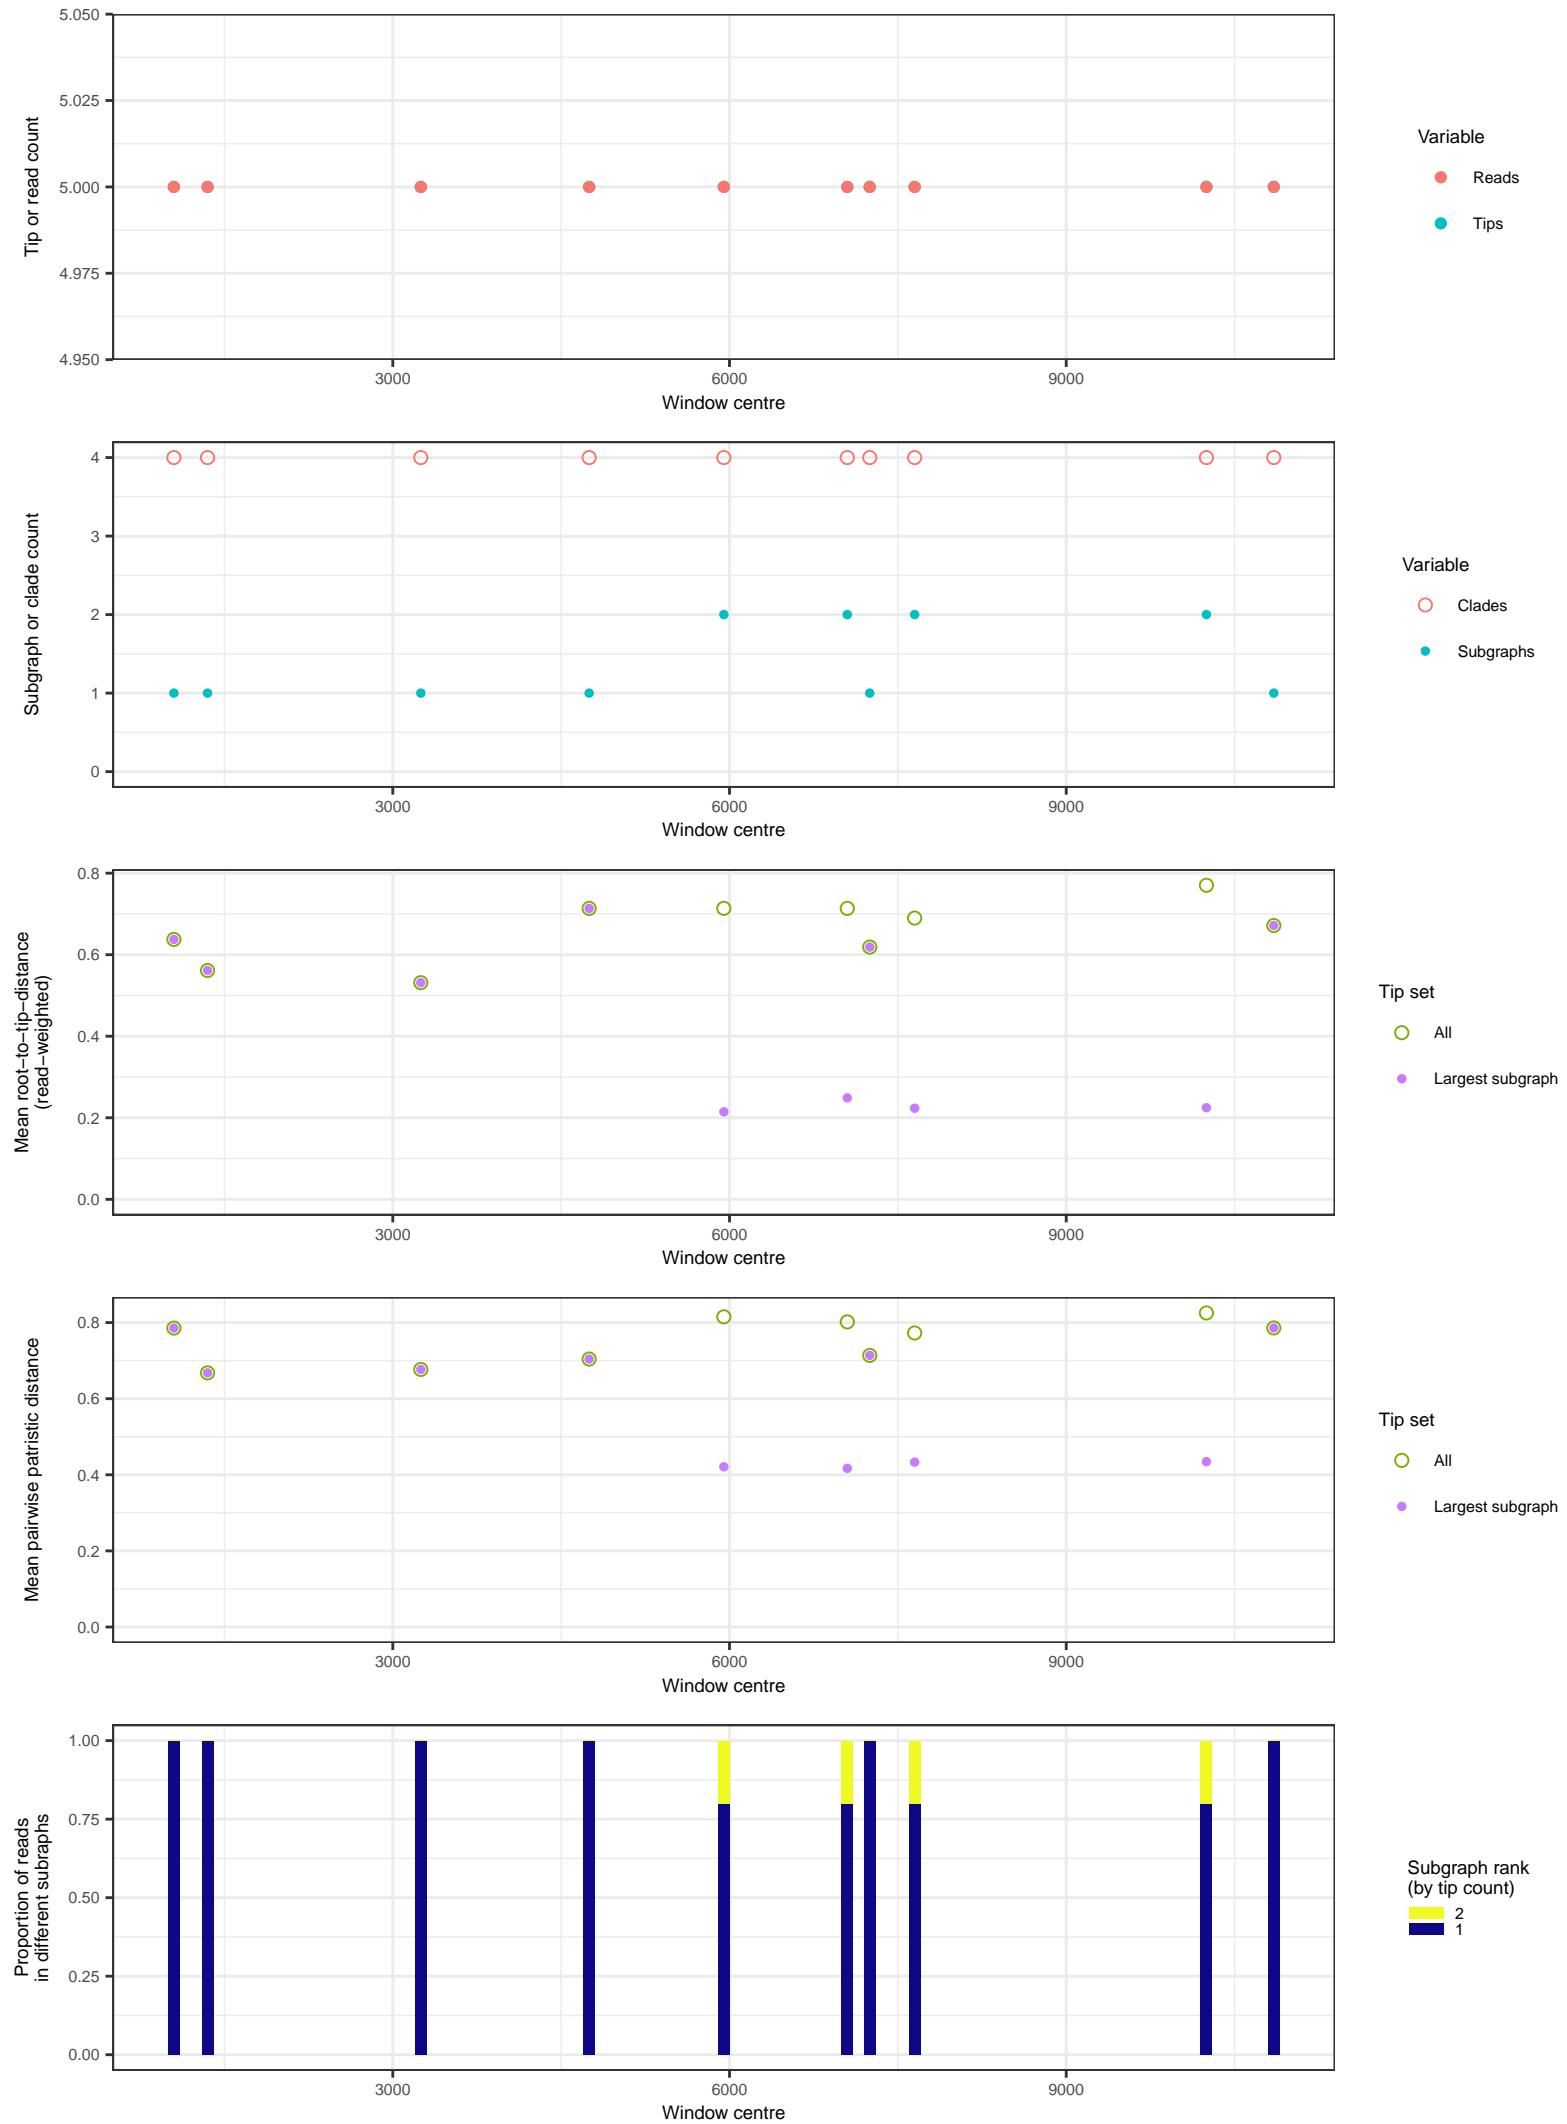 5.050
5.025
5.000
4.975
4.950
Tip or read count
3000
6000
9000
Window centre
Variable
Reads
Tips
4
3
2
1
0
Subgraph or clade count
3000
6000
9000
Window centre
Variable
Clades
Subgraphs
0.8
0.6
0.4
0.2
0.0
Mean root−to−tip−distance
(read−weighted)
3000
6000
9000
Window centre
Tip set
All
Largest subgraph
0.8
0.6
0.4
0.2
0.0
Mean pairwise patristic distance
3000
6000
9000
Window centre
Tip set
All
Largest subgraph
1.00
0.75
0.50
0.25
0.00
Proportion of reads
in different subraphs
3000
6000
9000
Window centre
Subgraph rank
(by tip count)
2
1